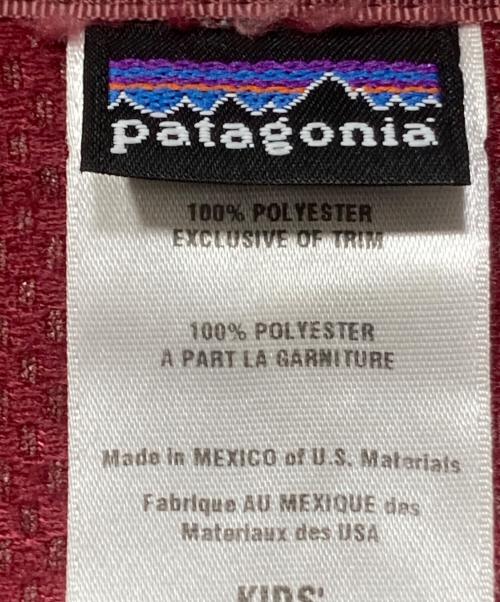 patagonia
100% POLYESTER
EXCLUSIVE OF TRIM
100% POLYESTER
A PART LA GARNITURE
Made in MEXICO of U.S. Materials
Fabrique AU MEXIQUE des
Materiaux des USA
KIDS'